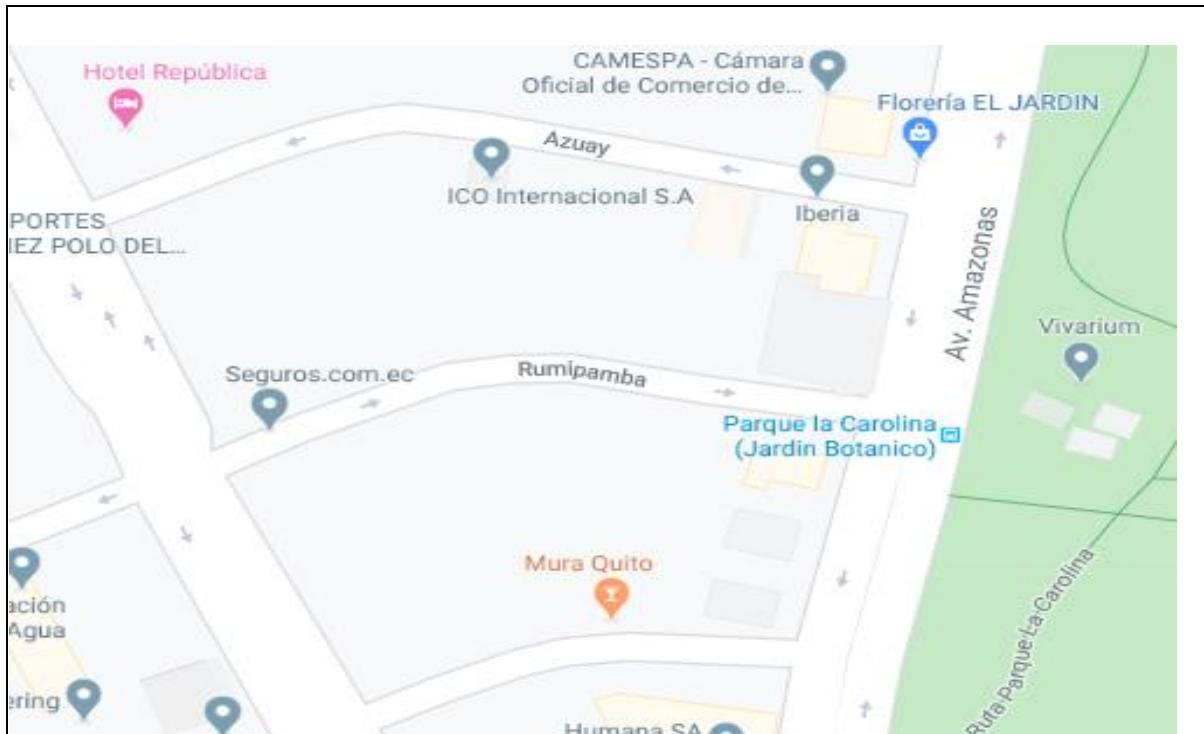 Hotel República
CAMESPA - Cámara
Oficial de Comercio de...
Florería EL JARDIN
Azuay
ICO Internacional S.A
Iberia
PORTES
IEZ POLO DEL...
Av. Amazonas
Vivarium
Seguros.com.ec
Rumipamba
Parque la Carolina
(Jardin Botanico)
Mura Quito
ación
Agua
Ruta Parque La Carolina
ering
Humana SA